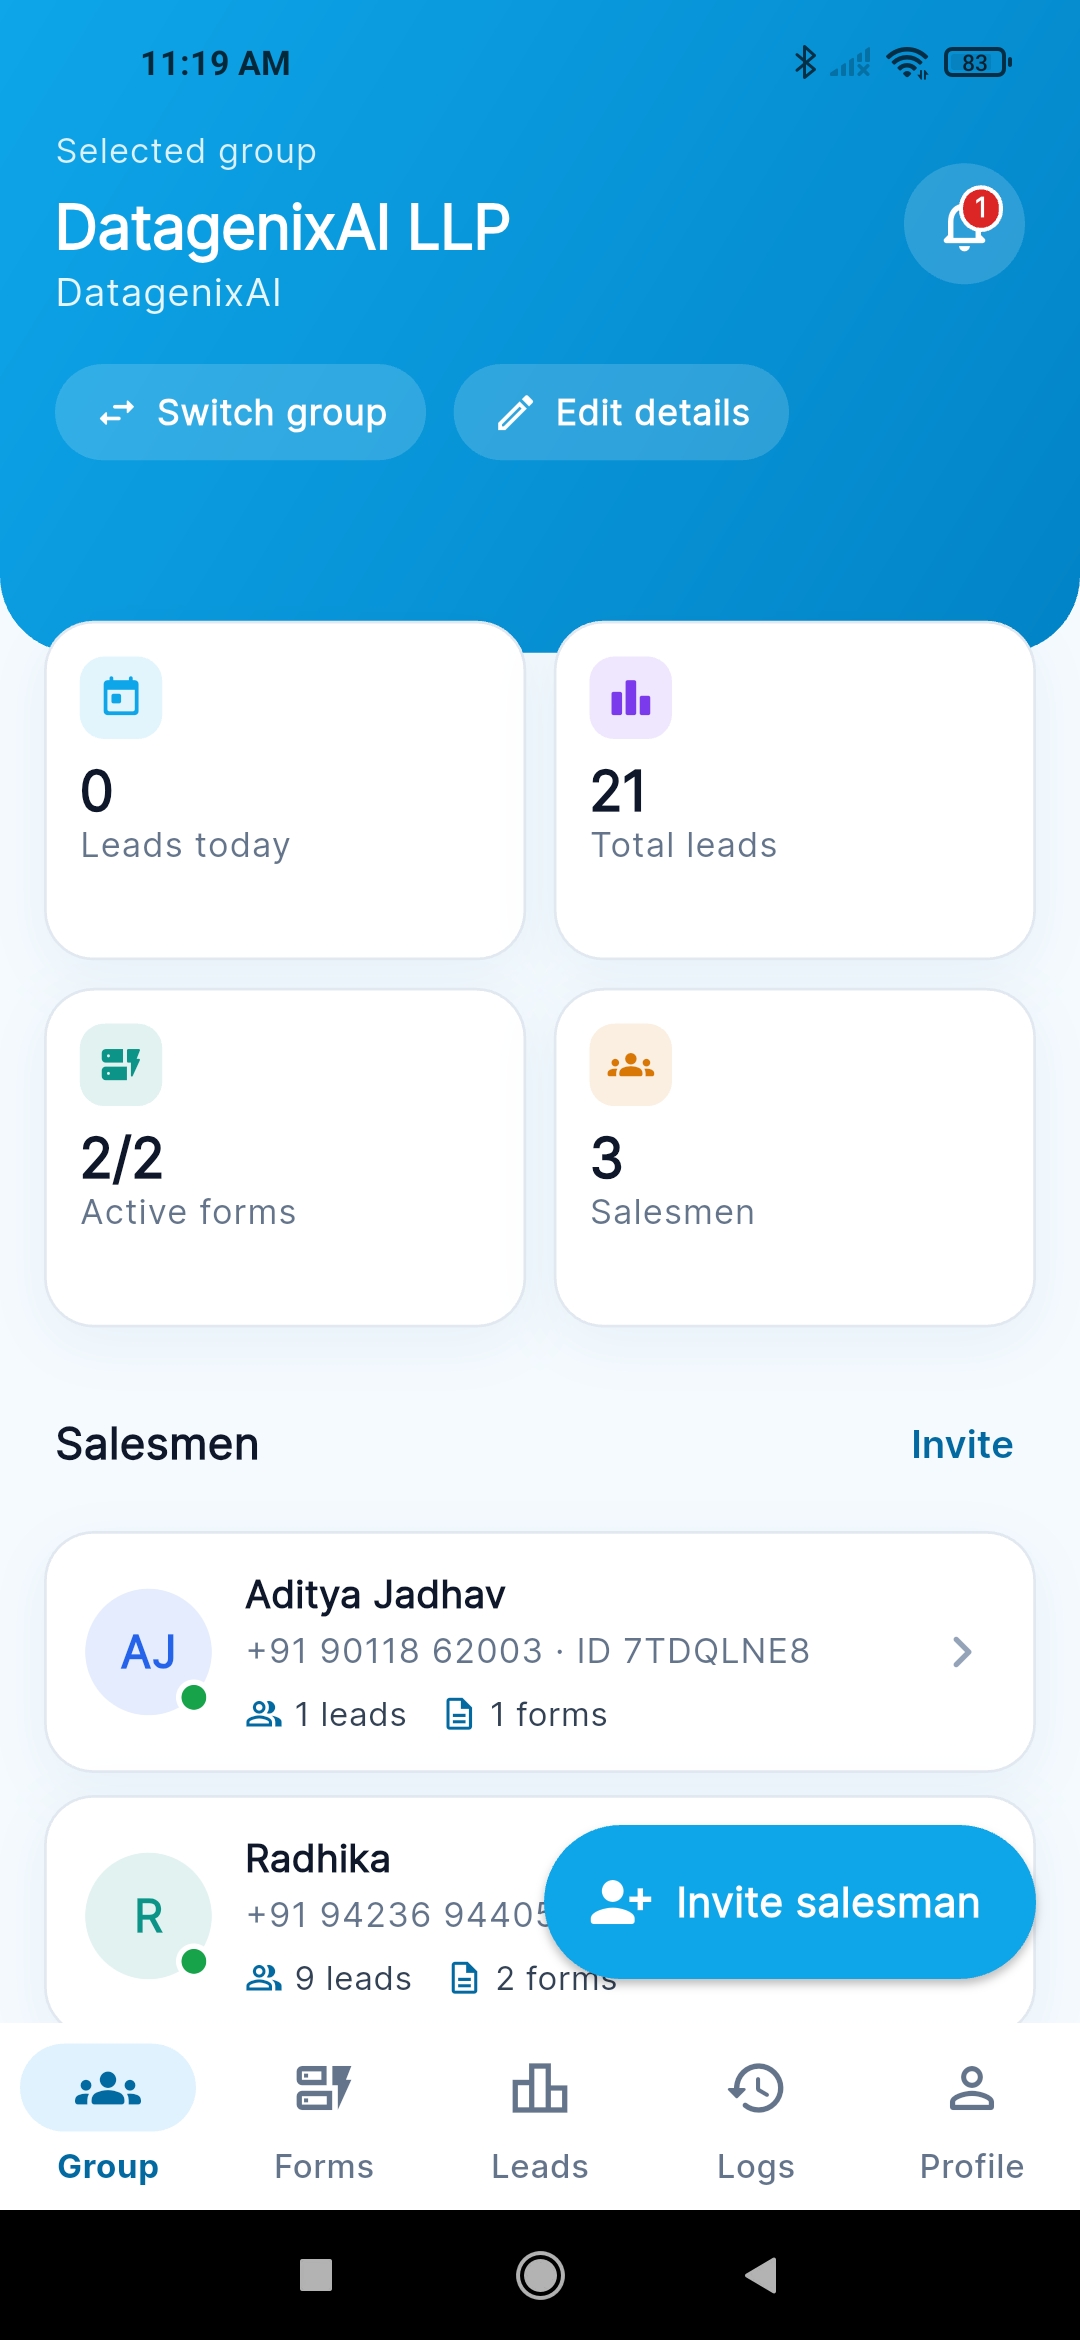 11:19 AM
83
Selected group
DatagenixAI LLP
DatagenixAI
1
Switch group
Edit details
0
Leads today
21
Total leads
2/2
Active forms
3
Salesmen
Salesmen
Invite
AJ
Aditya Jadhav
+91 90118 62003 · ID 7TDQLNE8
1 leads
1 forms
R
Radhika
+91 94236 94405
9 leads
2 forms
Invite salesman
Group
Forms
Leads
Logs
Profile